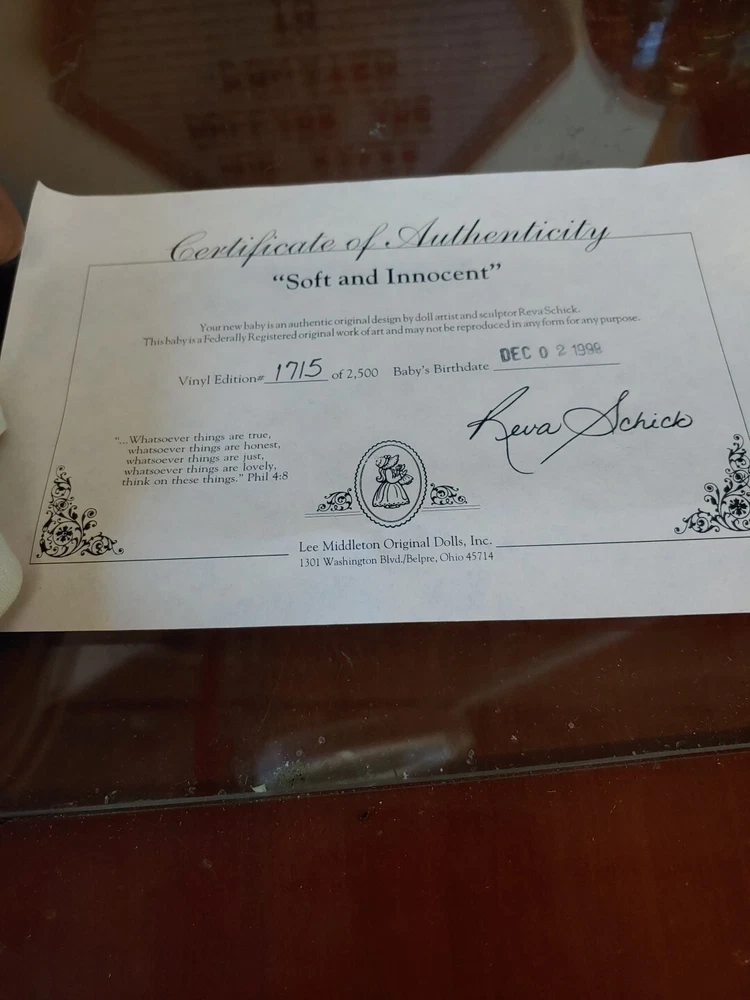 Certificate of Authenticity
“Soft and Innocent”
Your new baby is an authentic original design by doll artist and sculptor Reva Schick.
This baby is a Federally Registered original work of art and may not be reproduced in any form for any purpose.
Vinyl Edition# 1715 of 2,500 Baby's Birthdate DEC 02 1998
Reva Schick
“...Whatsoever things are true,
whatsoever things are honest,
whatsoever things are just,
whatsoever things are lovely,
think on these things.” Phil 4:8
Lee Middleton Original Dolls, Inc.
1301 Washington Blvd./Belpre, Ohio 45714